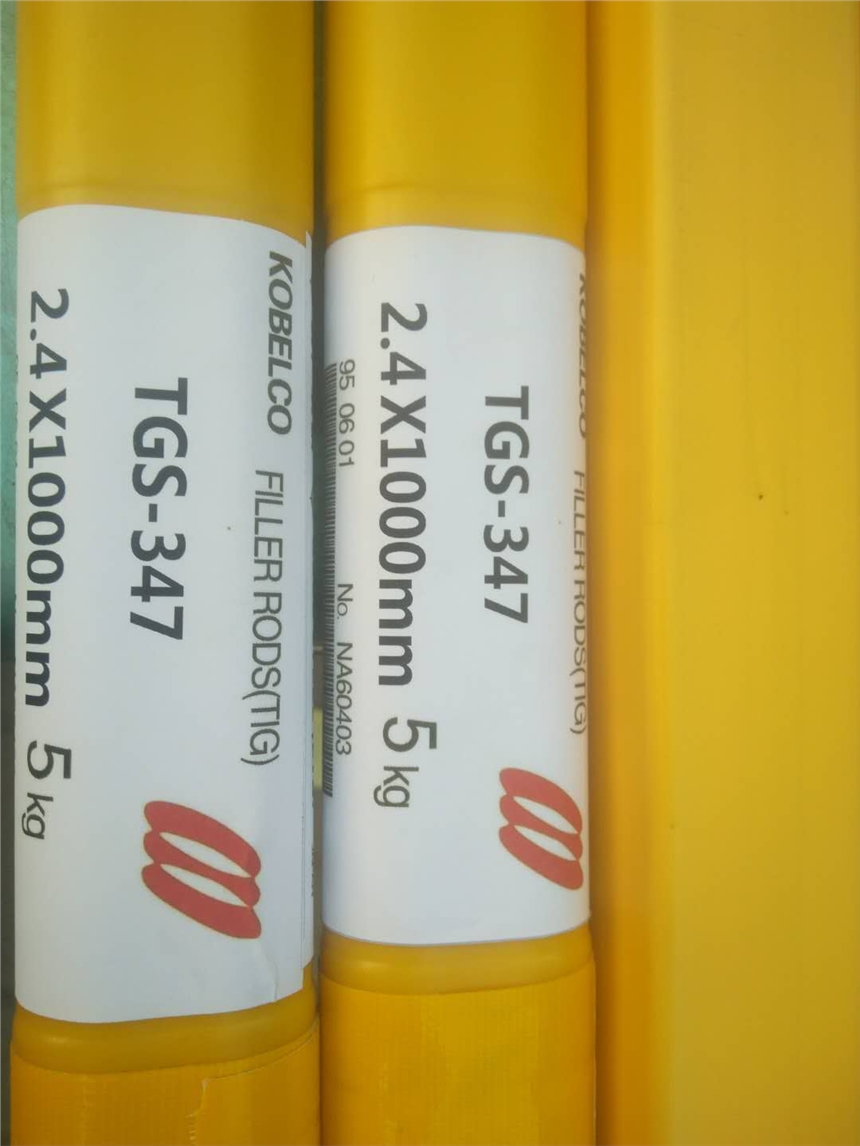 KOBELCO FILLER RODS(TIG)
TGS-347
2.4X1000mm 5kg
KOBELCO FILLER RODS(TIG)
TGS-347
2.4X1000mm 5kg
95 06 01 No. NA60403